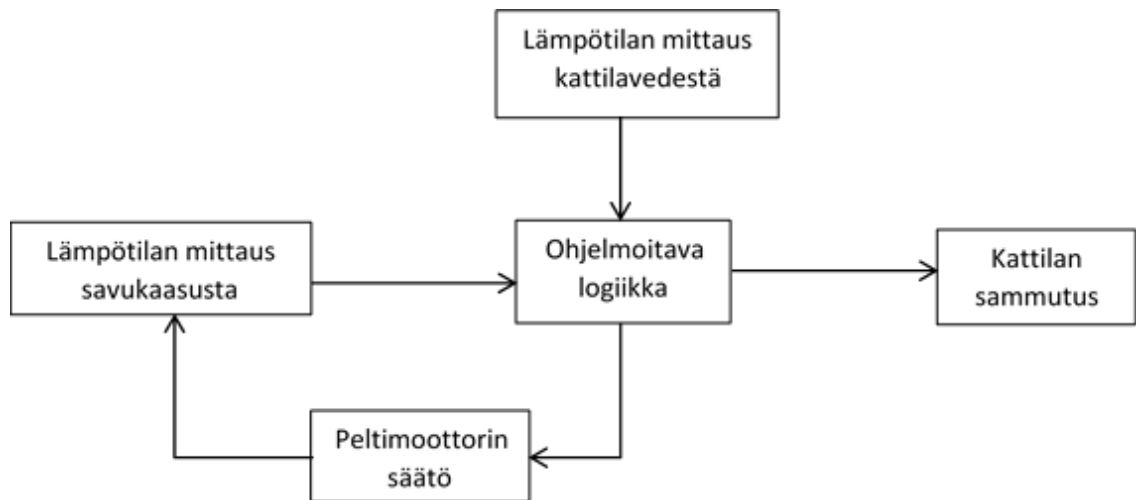 Lämpötilan mittaus
kattilavedestä
Lämpötilan mittaus
savukaasusta
Ohjelmoitava
logiikka
Kattilan
sammutus
Peltimoottorin
säätö